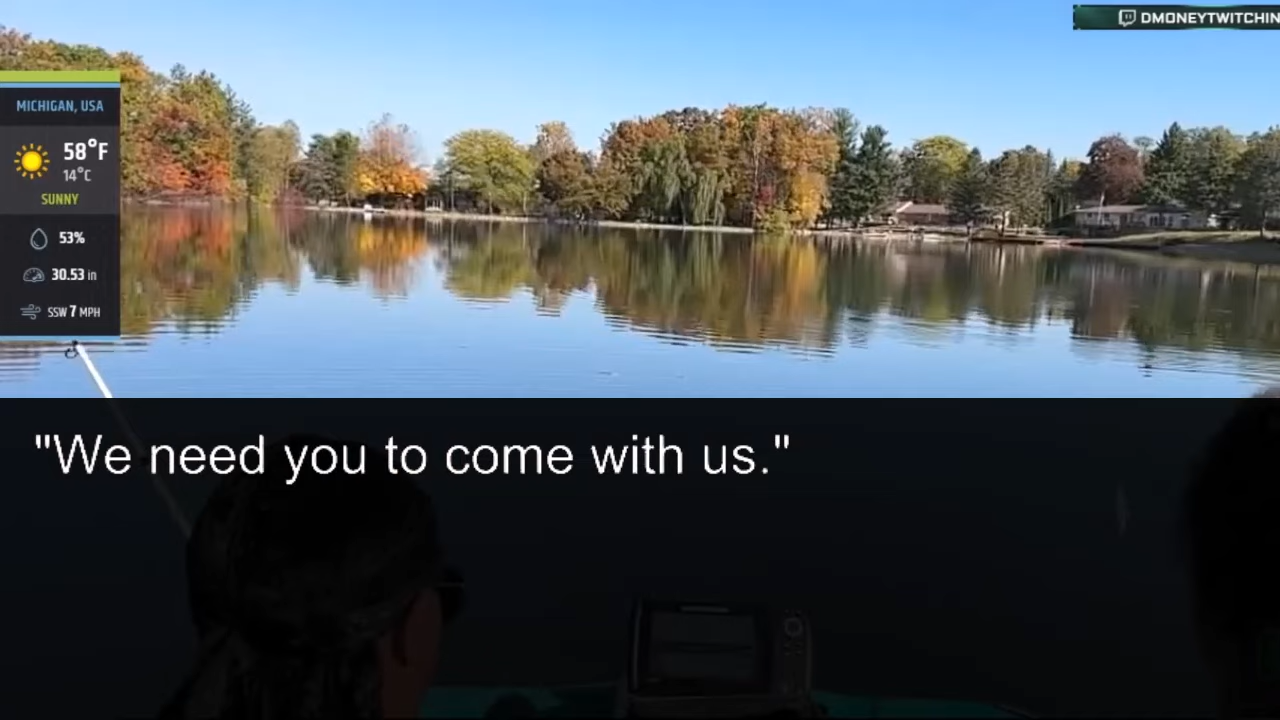 DMONEYTWITCHIN
MICHIGAN, USA
58°F
14°C
SUNNY
53%
30.53 in
SSW 7 MPH
"We need you to come with us."